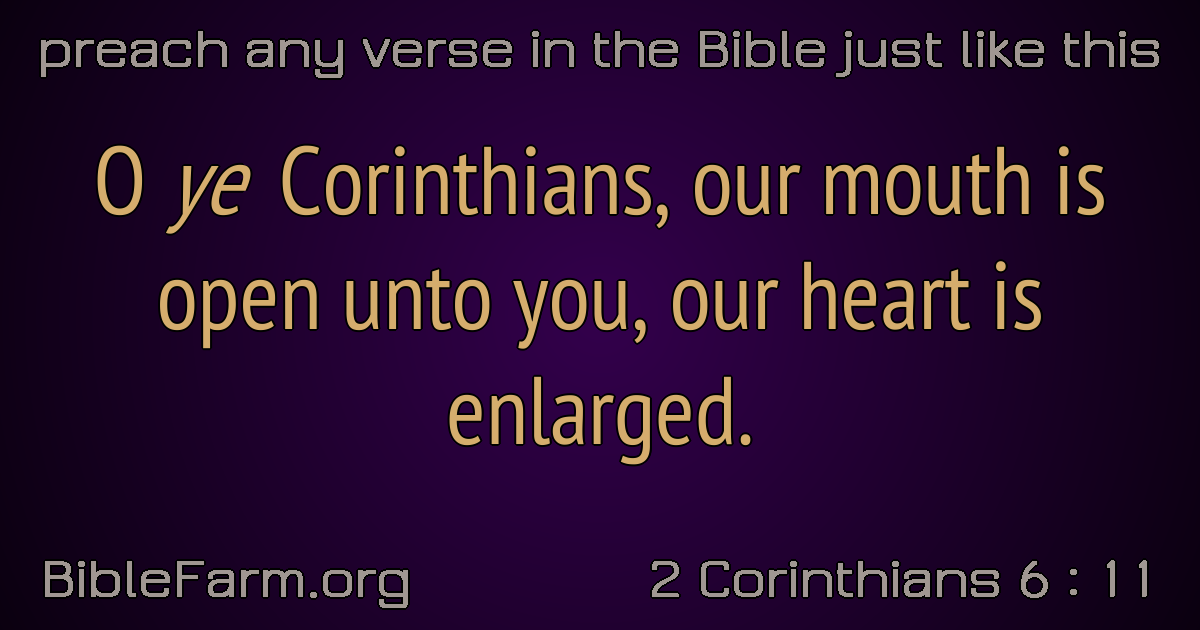 preach any verse in the Bible just like this
O ye Corinthians, our mouth is
open unto you, our heart is
enlarged.
BibleFarm.org
2 Corinthians 6 : 11